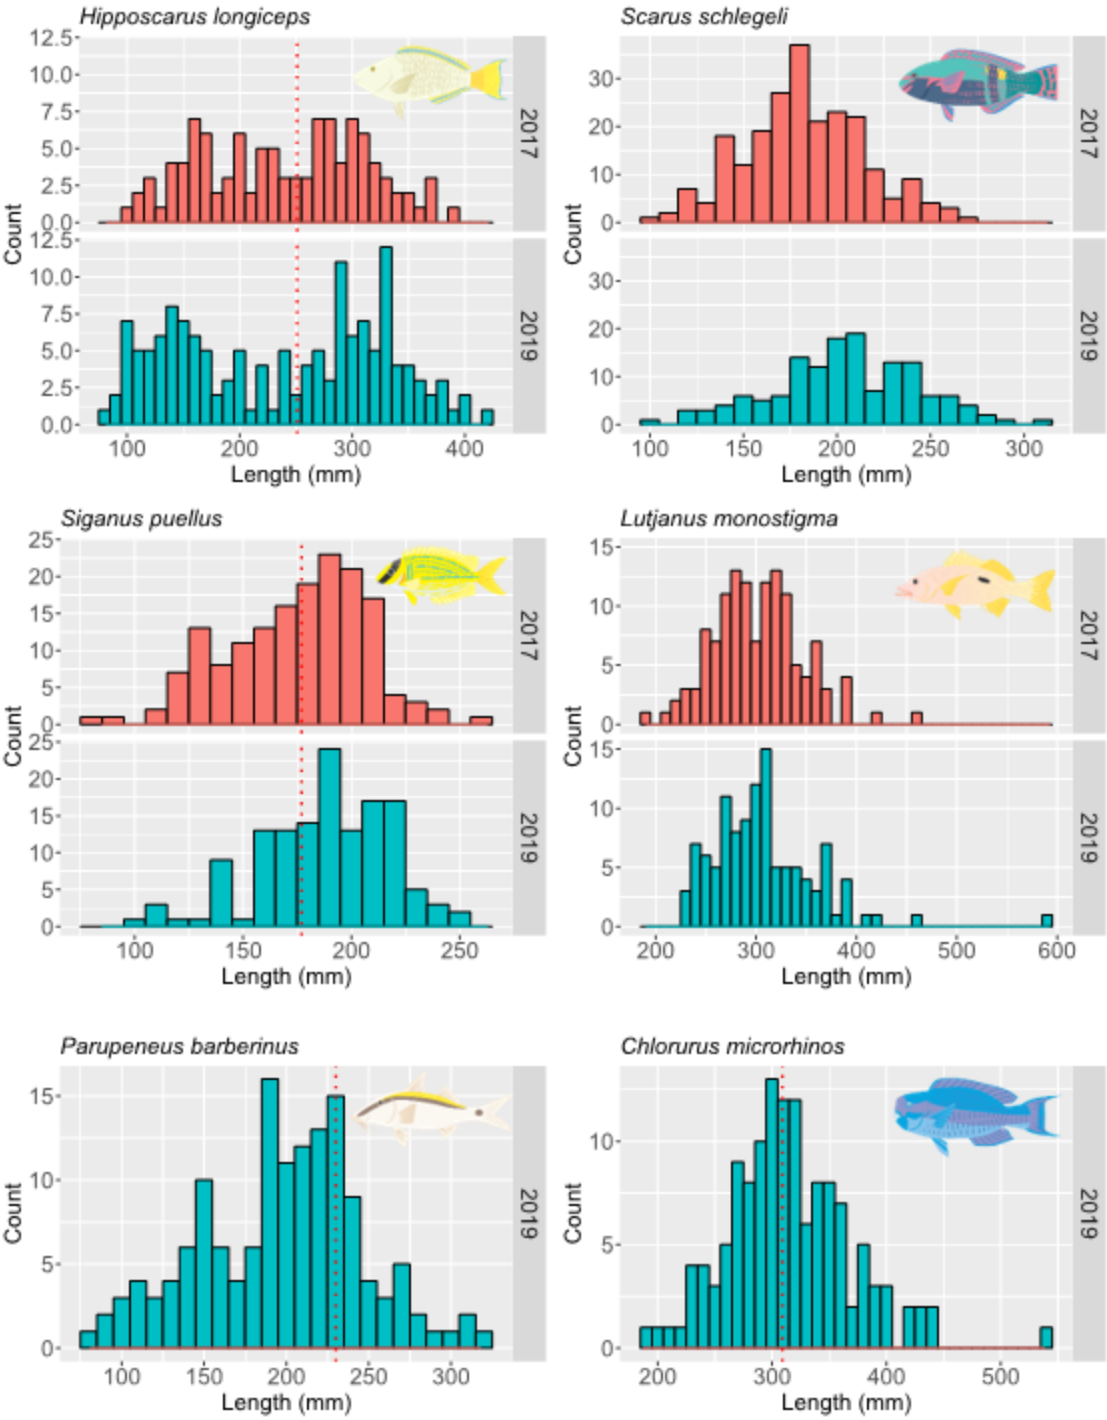 Hipposcarus longiceps
12.5
10.0
7.5
5.0
2.5
0.0
2017
Count
12.5
10.0
7.5
5.0
2.5
0.0
2019
100 200 300 400
Length (mm)
Scarus schlegeli
30
20
10
0
2017
Count
30
20
10
0
2019
100 150 200 250 300
Length (mm)
Siganus puellus
25
20
15
10
5
0
2017
Count
25
20
15
10
5
0
2019
100 150 200 250
Length (mm)
Lutjanus monostigma
15
10
5
0
2017
Count
15
10
5
0
2019
200 300 400 500 600
Length (mm)
Parupeneus barberinus
15
10
5
0
Count
2019
100 150 200 250 300
Length (mm)
Chlorurus microrhinos
10
5
0
Count
2019
200 300 400 500
Length (mm)